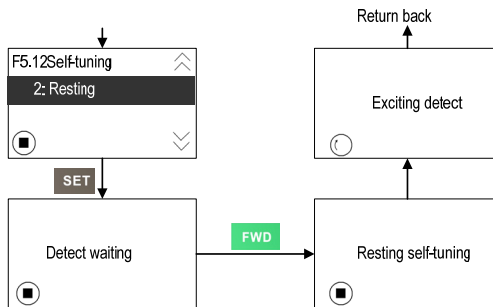 Return back
F5.12Self-tuning
2: Resting
Exciting detect
SET
Detect waiting
FWD
Resting self-tuning